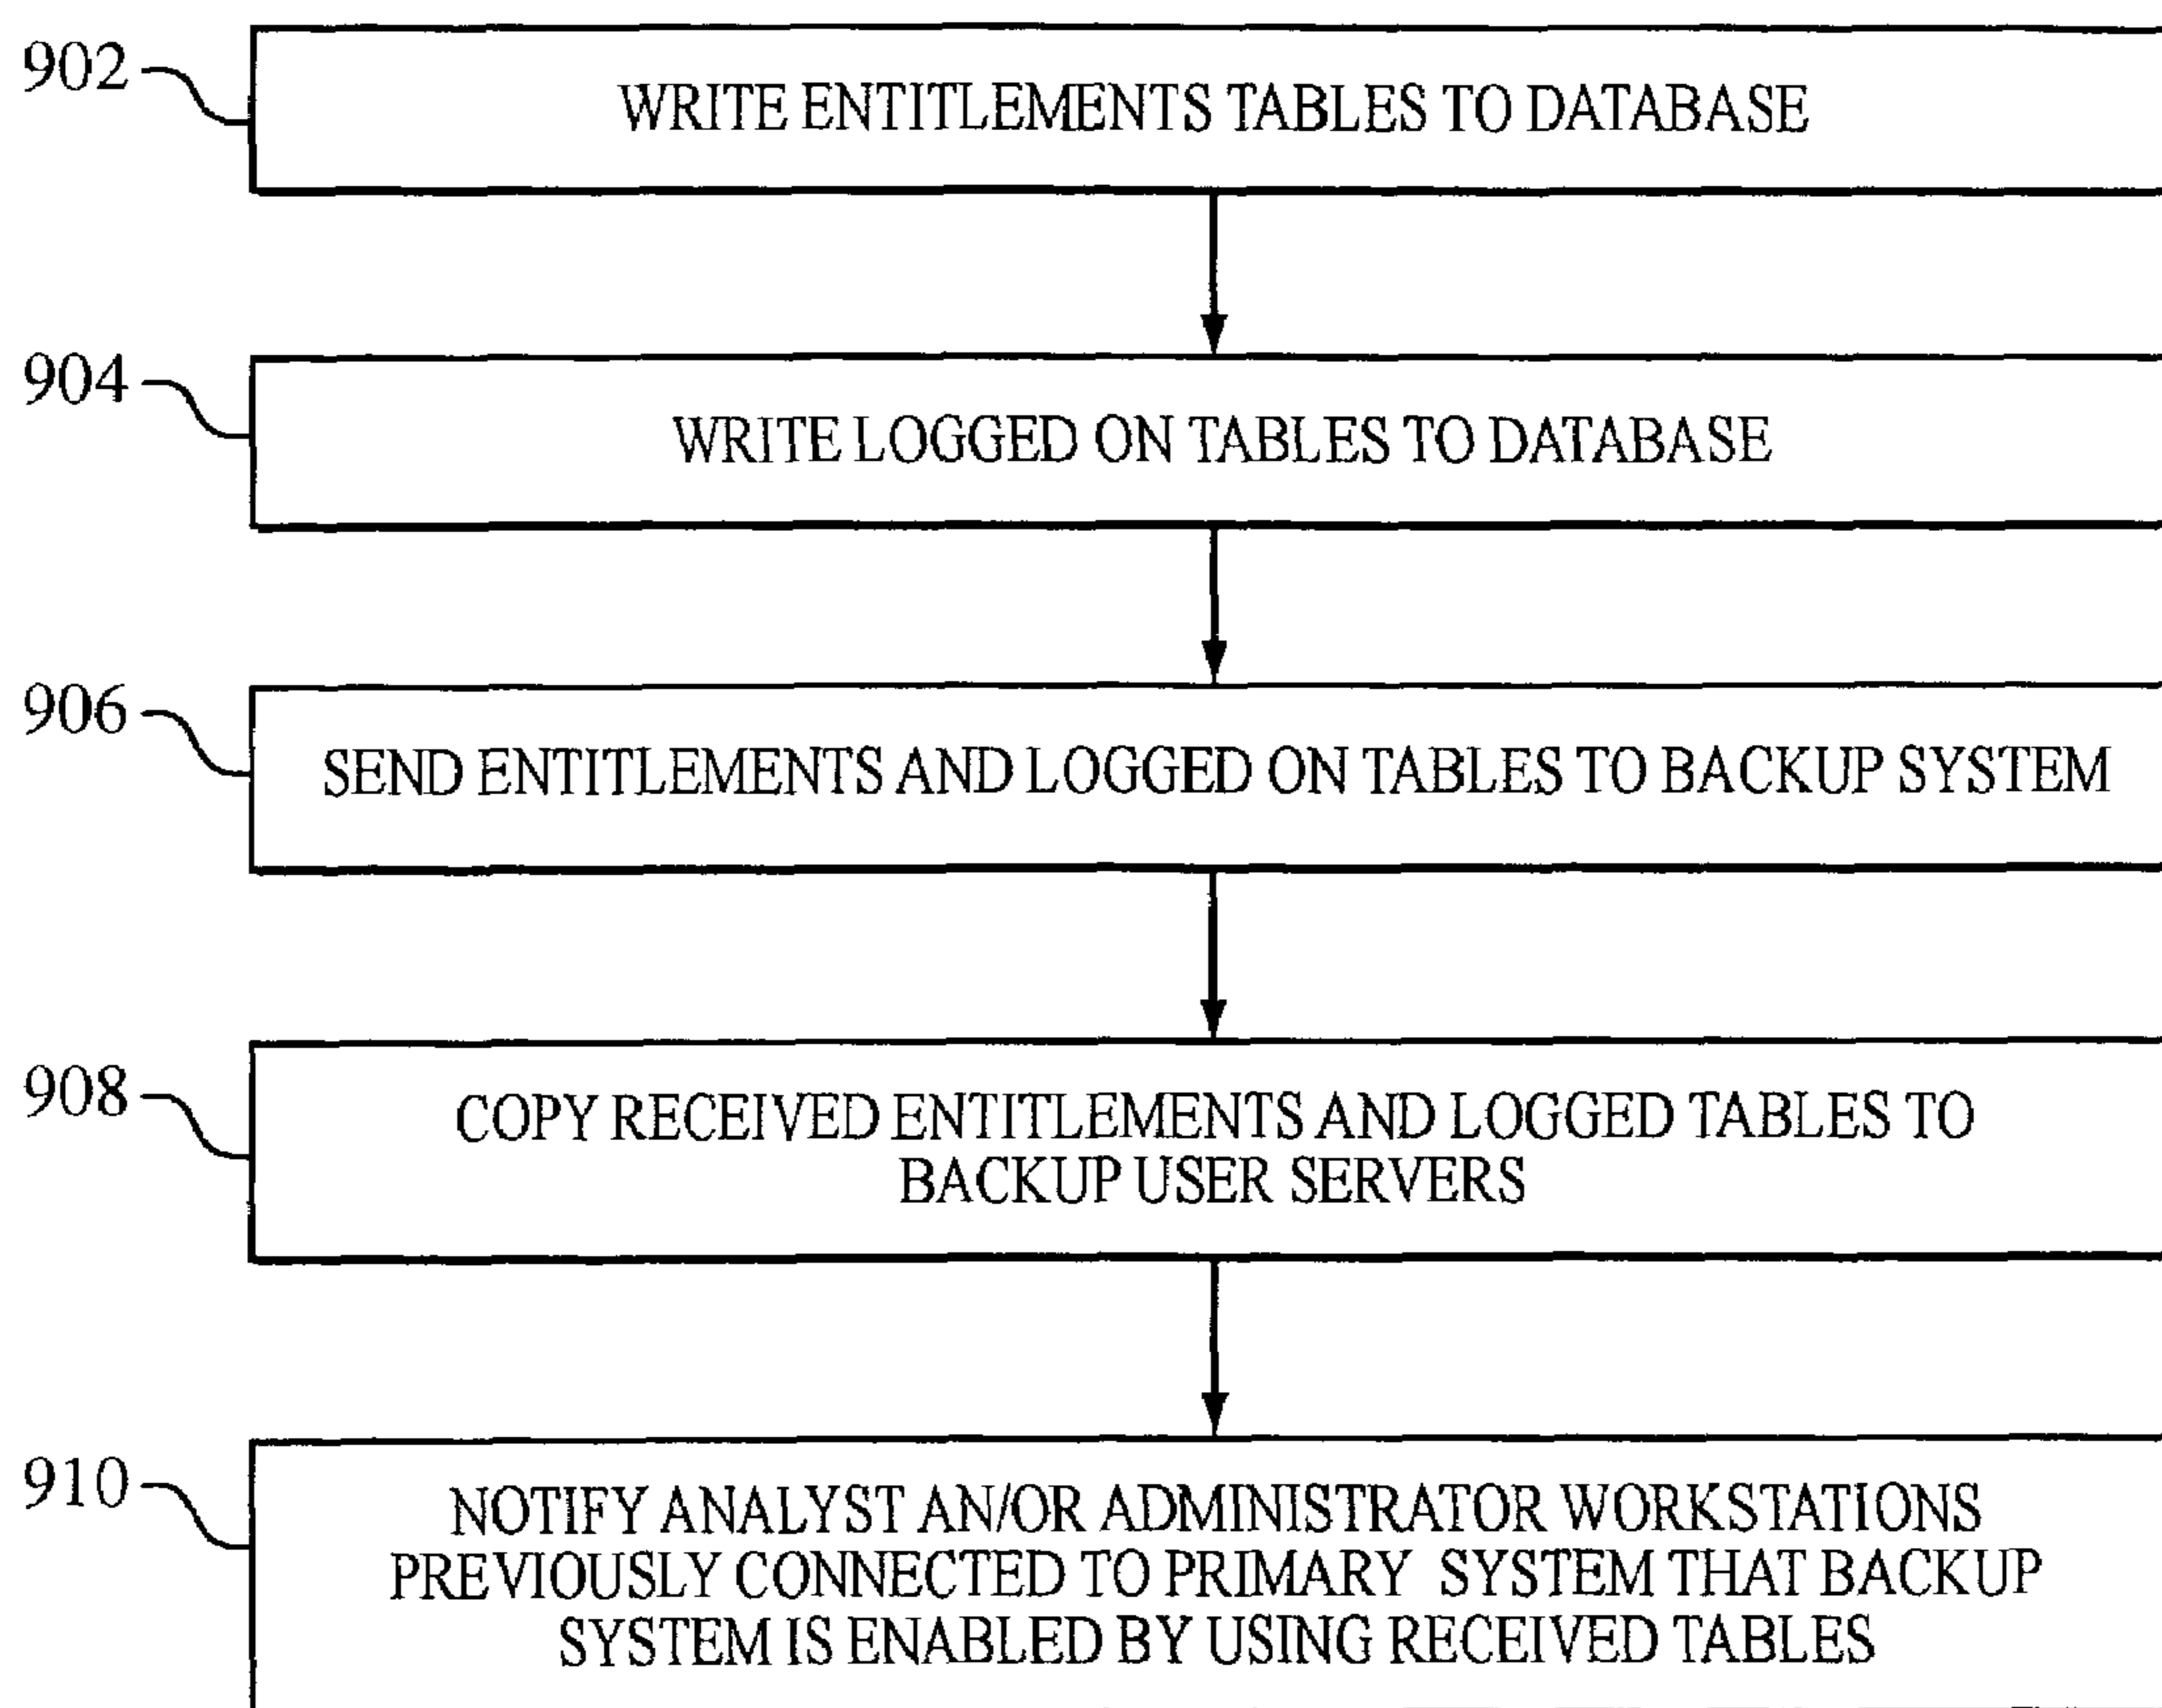 902
WRITE ENTITLEMENTS TABLES TO DATABASE
904
WRITE LOGGED ON TABLES TO DATABASE
906
SEND ENTITLEMENTS AND LOGGED ON TABLES TO BACKUP SYSTEM
908
COPY RECEIVED ENTITLEMENTS AND LOGGED TABLES TO
BACKUP USER SERVERS
910
NOTIFY ANALYST AN/OR ADMINISTRATOR WORKSTATIONS
PREVIOUSLY CONNECTED TO PRIMARY SYSTEM THAT BACKUP
SYSTEM IS ENABLED BY USING RECEIVED TABLES